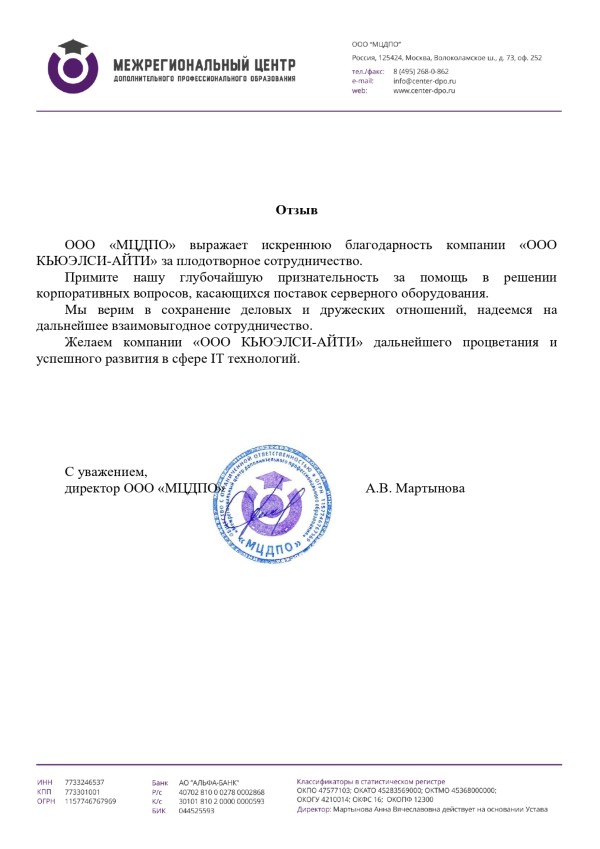 МЕЖРЕГИОНАЛЬНЫЙ ЦЕНТР
ДОПОЛНИТЕЛЬНОГО ПРОФЕССИОНАЛЬНОГО ОБРАЗОВАНИЯ
ООО "МЦДПО"
Россия, 125424, Москва, Волоколамское ш., д. 73, оф. 252
тел./факс: 8 (495) 268-0-862
e-mail: info@center-dpo.ru
web: www.center-dpo.ru
Отзыв
ООО «МЦДПО» выражает искреннюю благодарность компании «ООО
КЬЮЭЛСИ-АЙТИ» за плодотворное сотрудничество.
Примите нашу глубочайшую признательность за помощь в решении
корпоративных вопросов, касающихся поставок серверного оборудования.
Мы верим в сохранение деловых и дружеских отношений, надеемся на
дальнейшее взаимовыгодное сотрудничество.
Желаем компании «ООО КЬЮЭЛСИ-АЙТИ» дальнейшего процветания и
успешного развития в сфере IT технологий.
С уважением,
директор ООО «МЦДПО» А.В. Мартынова
«МЦДПО»
ИНН 7733246537
КПП 773301001
ОГРН 1157746767969
Банк АО "АЛЬФА-БАНК"
Р/с 40702 810 0 0278 0002868
К/с 30101 810 2 0000 0000593
БИК 044525593
Классификаторы в статистическом регистре
ОКПО 47577103; ОКАТО 45283569000; ОКТМО 45368000000;
ОКОГУ 4210014; ОКФС 16; ОКОПФ 12300
Директор: Мартынова Анна Вячеславовна действует на основании Устава